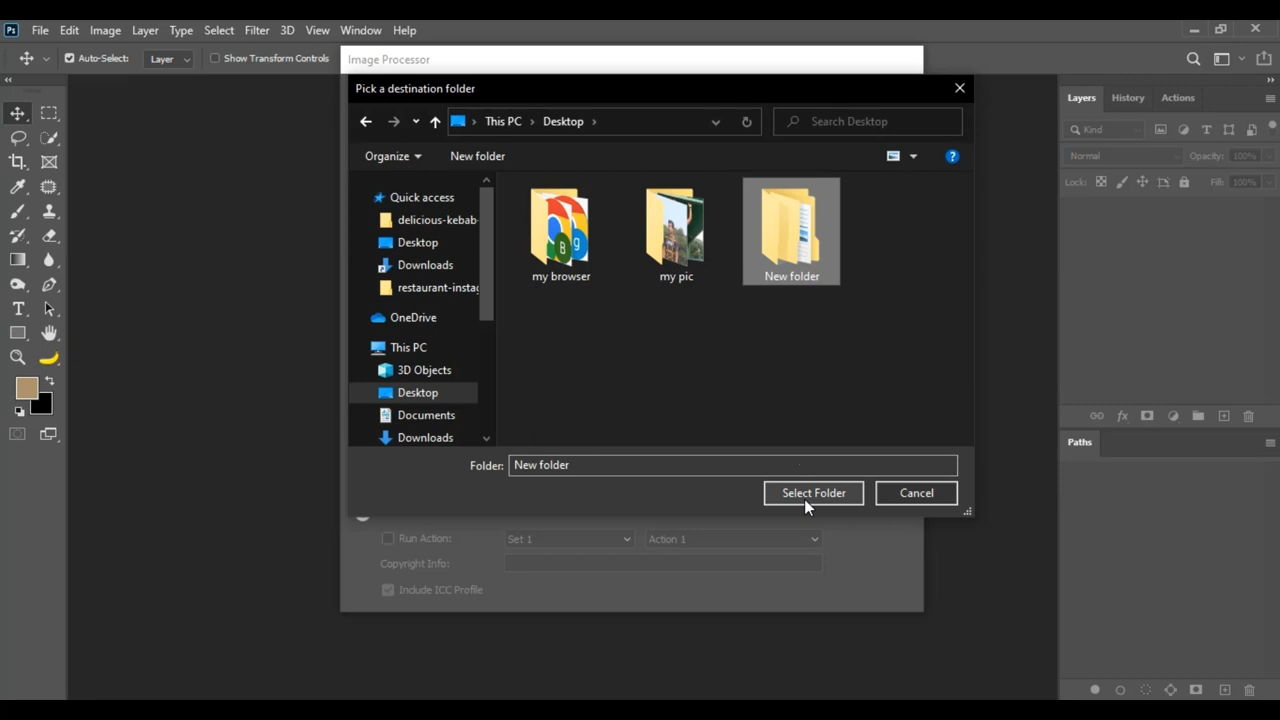 Ps File Edit Image Layer Type Select Filter 3D View Window Help
Auto-Select: Layer Show Transform Controls
Image Processor
Pick a destination folder
This PC Desktop Search Desktop
Organize New folder
Quick access
delicious-kebab-
Desktop
Downloads
restaurant-insta
OneDrive
This PC
3D Objects
Desktop
Documents
Downloads
my browser my pic New folder
Folder: New folder
Select Folder Cancel
Run Action: Set 1 Action 1
Copyright Info:
Include ICC Profile
Layers History Actions
Kind
Normal Opacity: 100%
Lock: Fill: 100%
Paths